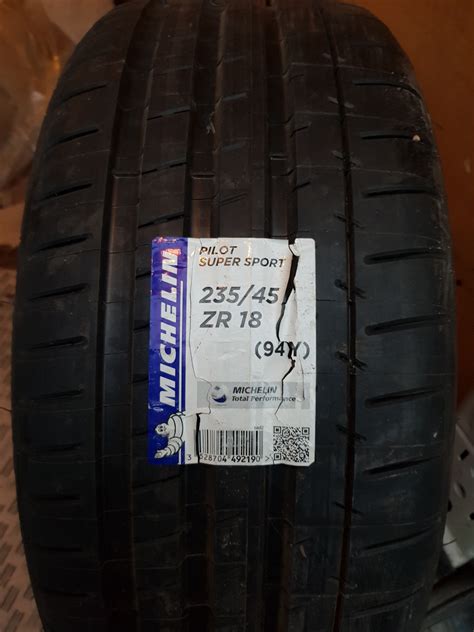 MICHELIN
PILOT
SUPER SPORT
235/45
ZR 18
(94Y)
MICHELIN
Total Performance
3 528704 492190 >